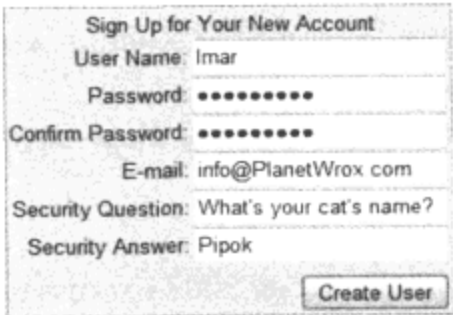 Sign Up for Your New Account
User Name: Imar
Password: •••••••••
Confirm Password: •••••••••
E-mail: info@PlanetWrox com
Security Question: What's your cat's name?
Security Answer: Pipok
Create User